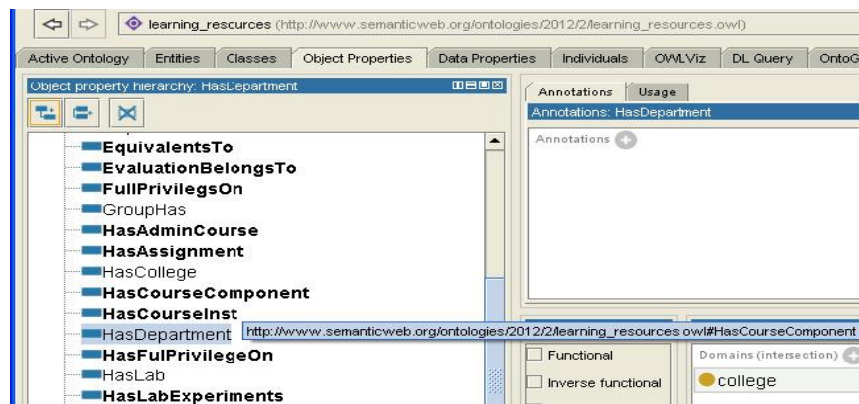 learning_rescurces (http://www.semanticweb.org/ontologies/2012/2/learning_resources.owl)
Active Ontology Entities Classes Object Properties Data Properties Individuals OWLViz DL Query OntoG
Object property hierarchy: HasDepartment
Annotations Usage
Annotations: HasDepartment
Annotations
EquivalentsTo
EvaluationBelongsTo
FullPrivilegsOn
GroupHas
HasAdminCourse
HasAssignment
HasCollege
HasCourseComponent
HasCourseInst
HasDepartment
http://www.semanticweb.org/ontologies/2012/2/learning_resources owl#HasCourseComponent
HasFulPrivilegeOn
HasLab
HasLabExperiments
Functional
Inverse functional
Domains (intersection)
college